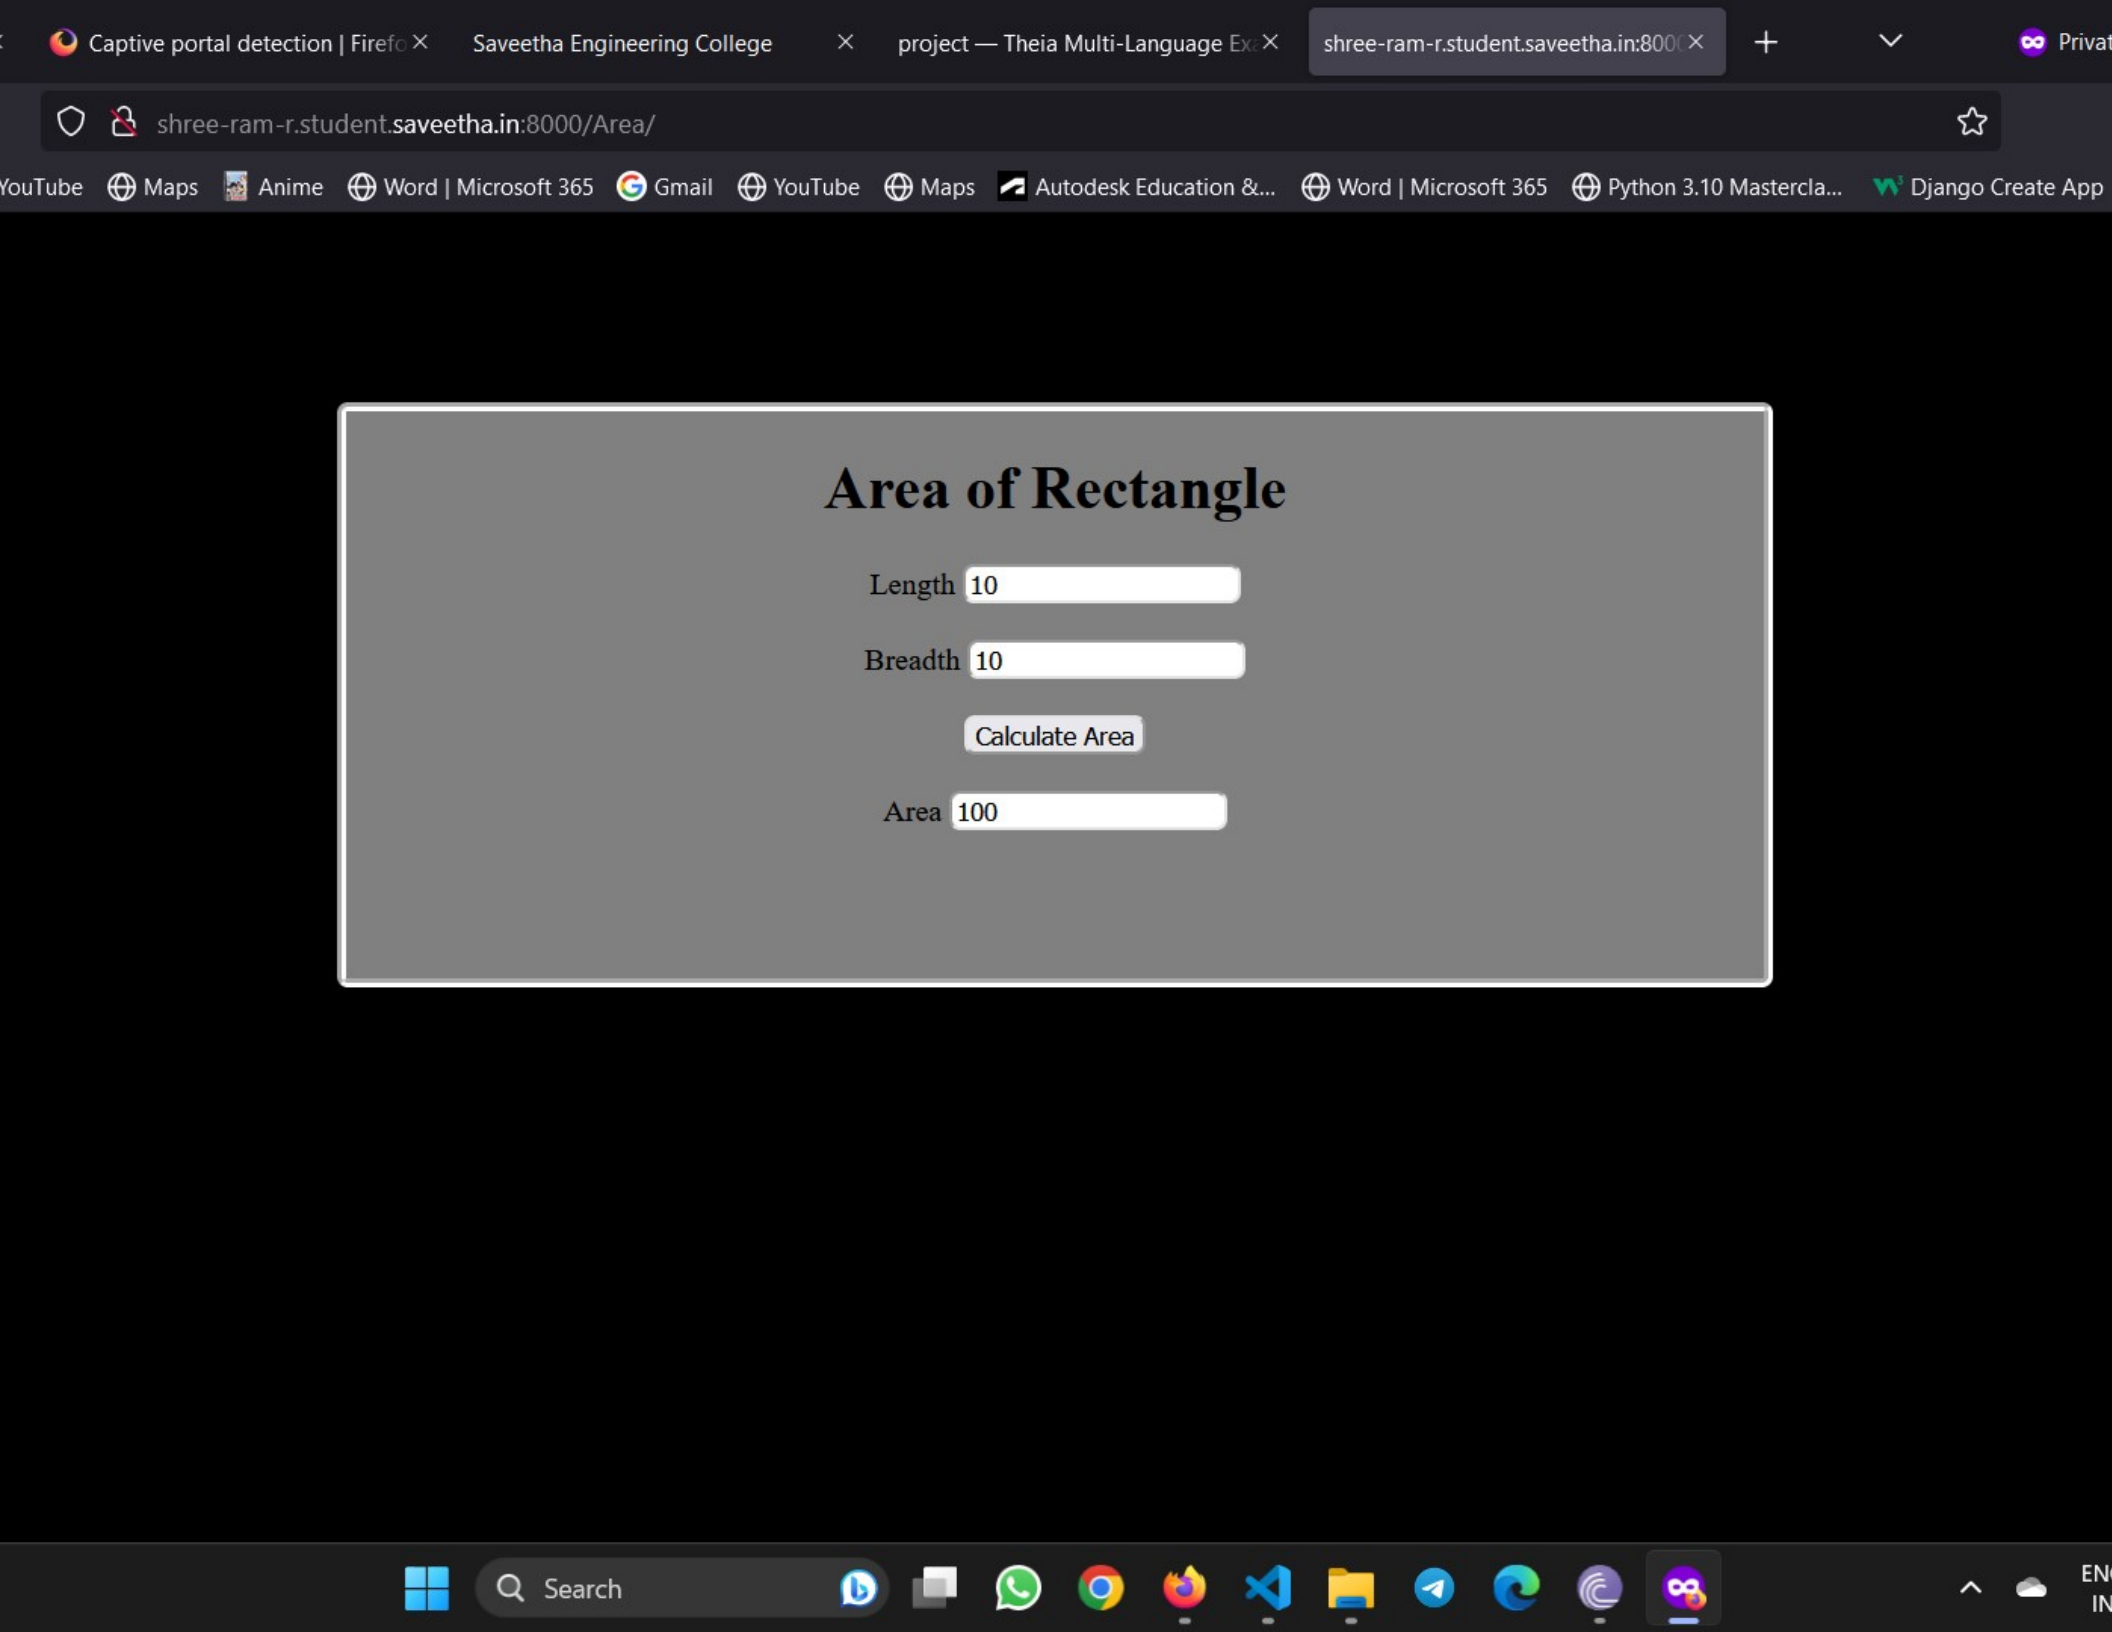 Captive portal detection | Firefo
Saveetha Engineering College
project — Theia Multi-Language Exa
shree-ram-r.student.saveetha.in:8000
Privat
shree-ram-r.student.saveetha.in:8000/Area/
YouTube Maps Anime Word | Microsoft 365 Gmail YouTube Maps Autodesk Education &... Word | Microsoft 365 Python 3.10 Mastercla... Django Create App
Area of Rectangle
Length 10
Breadth 10
Calculate Area
Area 100
Search
ENG
IN